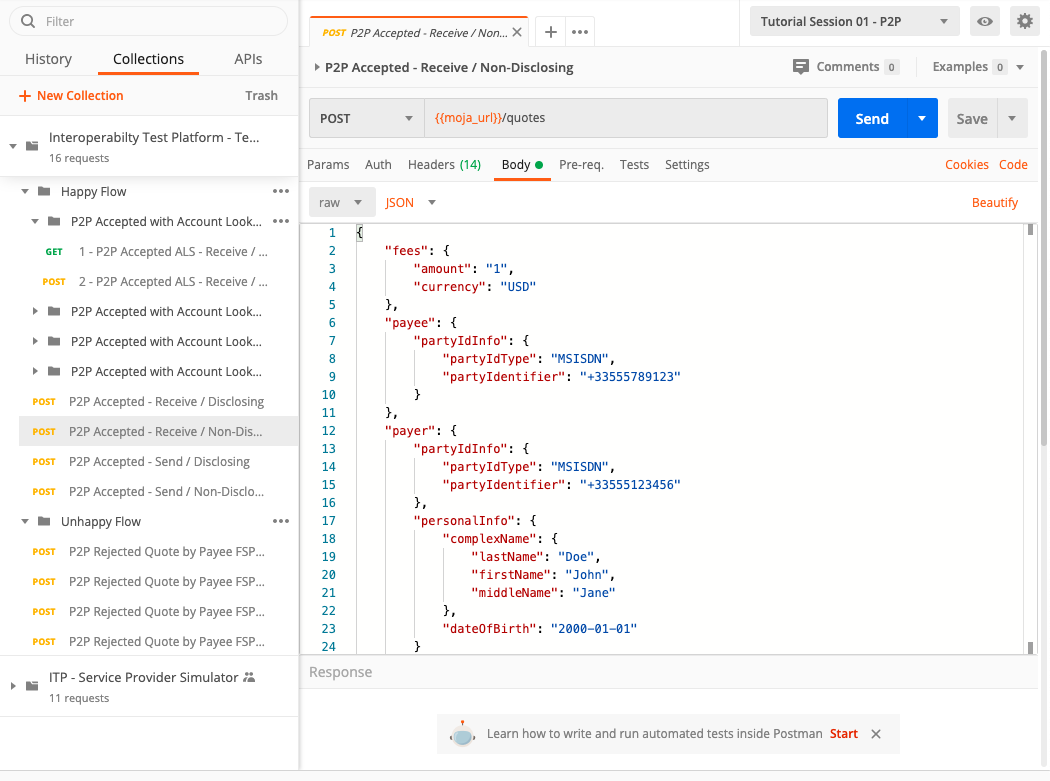 Filter
History Collections APIs
+ New Collection Trash
Interoperabilty Test Platform - Te...
16 requests
Happy Flow
P2P Accepted with Account Look...
GET 1 - P2P Accepted ALS - Receive / ...
POST 2 - P2P Accepted ALS - Receive / ...
P2P Accepted with Account Look...
P2P Accepted with Account Look...
P2P Accepted with Account Look...
POST P2P Accepted - Receive / Disclosing
POST P2P Accepted - Receive / Non-Dis...
POST P2P Accepted - Send / Disclosing
POST P2P Accepted - Send / Non-Disclo...
Unhappy Flow
POST P2P Rejected Quote by Payee FSP...
POST P2P Rejected Quote by Payee FSP...
POST P2P Rejected Quote by Payee FSP...
POST P2P Rejected Quote by Payee FSP...
ITP - Service Provider Simulator
11 requests
POST P2P Accepted - Receive / Non...
Tutorial Session 01 - P2P
P2P Accepted - Receive / Non-Disclosing
Comments 0 Examples 0
POST {{moja_url}}/quotes Send Save
Params Auth Headers (14) Body Pre-req. Tests Settings Cookies Code
raw JSON Beautify
1 {
2 "fees": {
3 "amount": "1",
4 "currency": "USD"
5 },
6 "payee": {
7 "partyIdInfo": {
8 "partyIdType": "MSISDN",
9 "partyIdentifier": "+33555789123"
10 }
11 },
12 "payer": {
13 "partyIdInfo": {
14 "partyIdType": "MSISDN",
15 "partyIdentifier": "+33555123456"
16 },
17 "personalInfo": {
18 "complexName": {
19 "lastName": "Doe",
20 "firstName": "John",
21 "middleName": "Jane"
22 },
23 "dateOfBirth": "2000-01-01"
24 }
Response
Learn how to write and run automated tests inside Postman Start